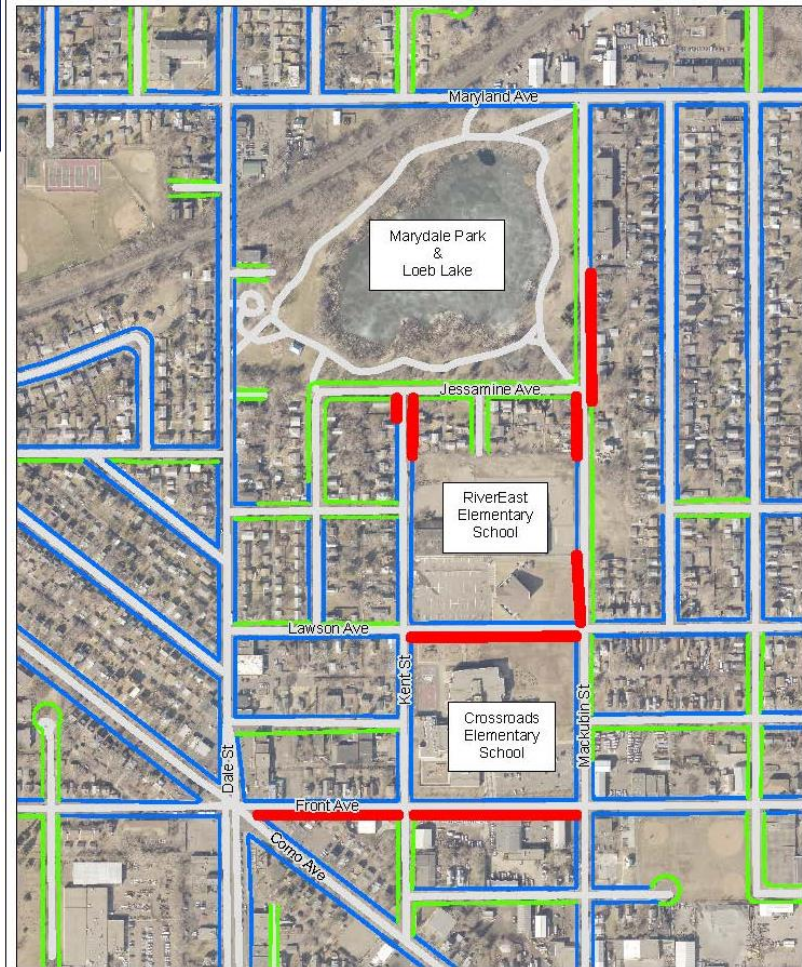 Maryland Ave
Marydale Park
&
Loeb Lake
Jessamine Ave
RiverEast
Elementary
School
Lawson Ave
Kent St
Crossroads
Elementary
School
Mackubin St
Dale St
Front Ave
Como Ave